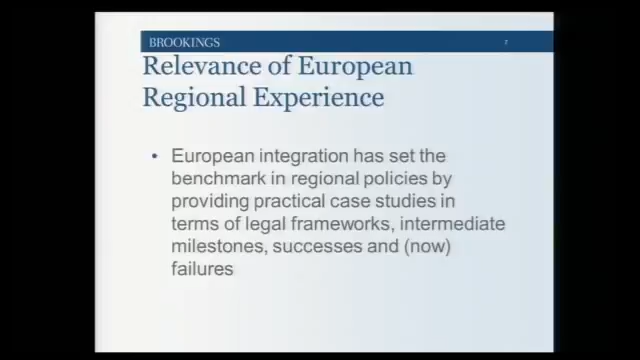 BROOKINGS
7
Relevance of European
Regional Experience
• European integration has set the
benchmark in regional policies by
providing practical case studies in
terms of legal frameworks, intermediate
milestones, successes and (now)
failures